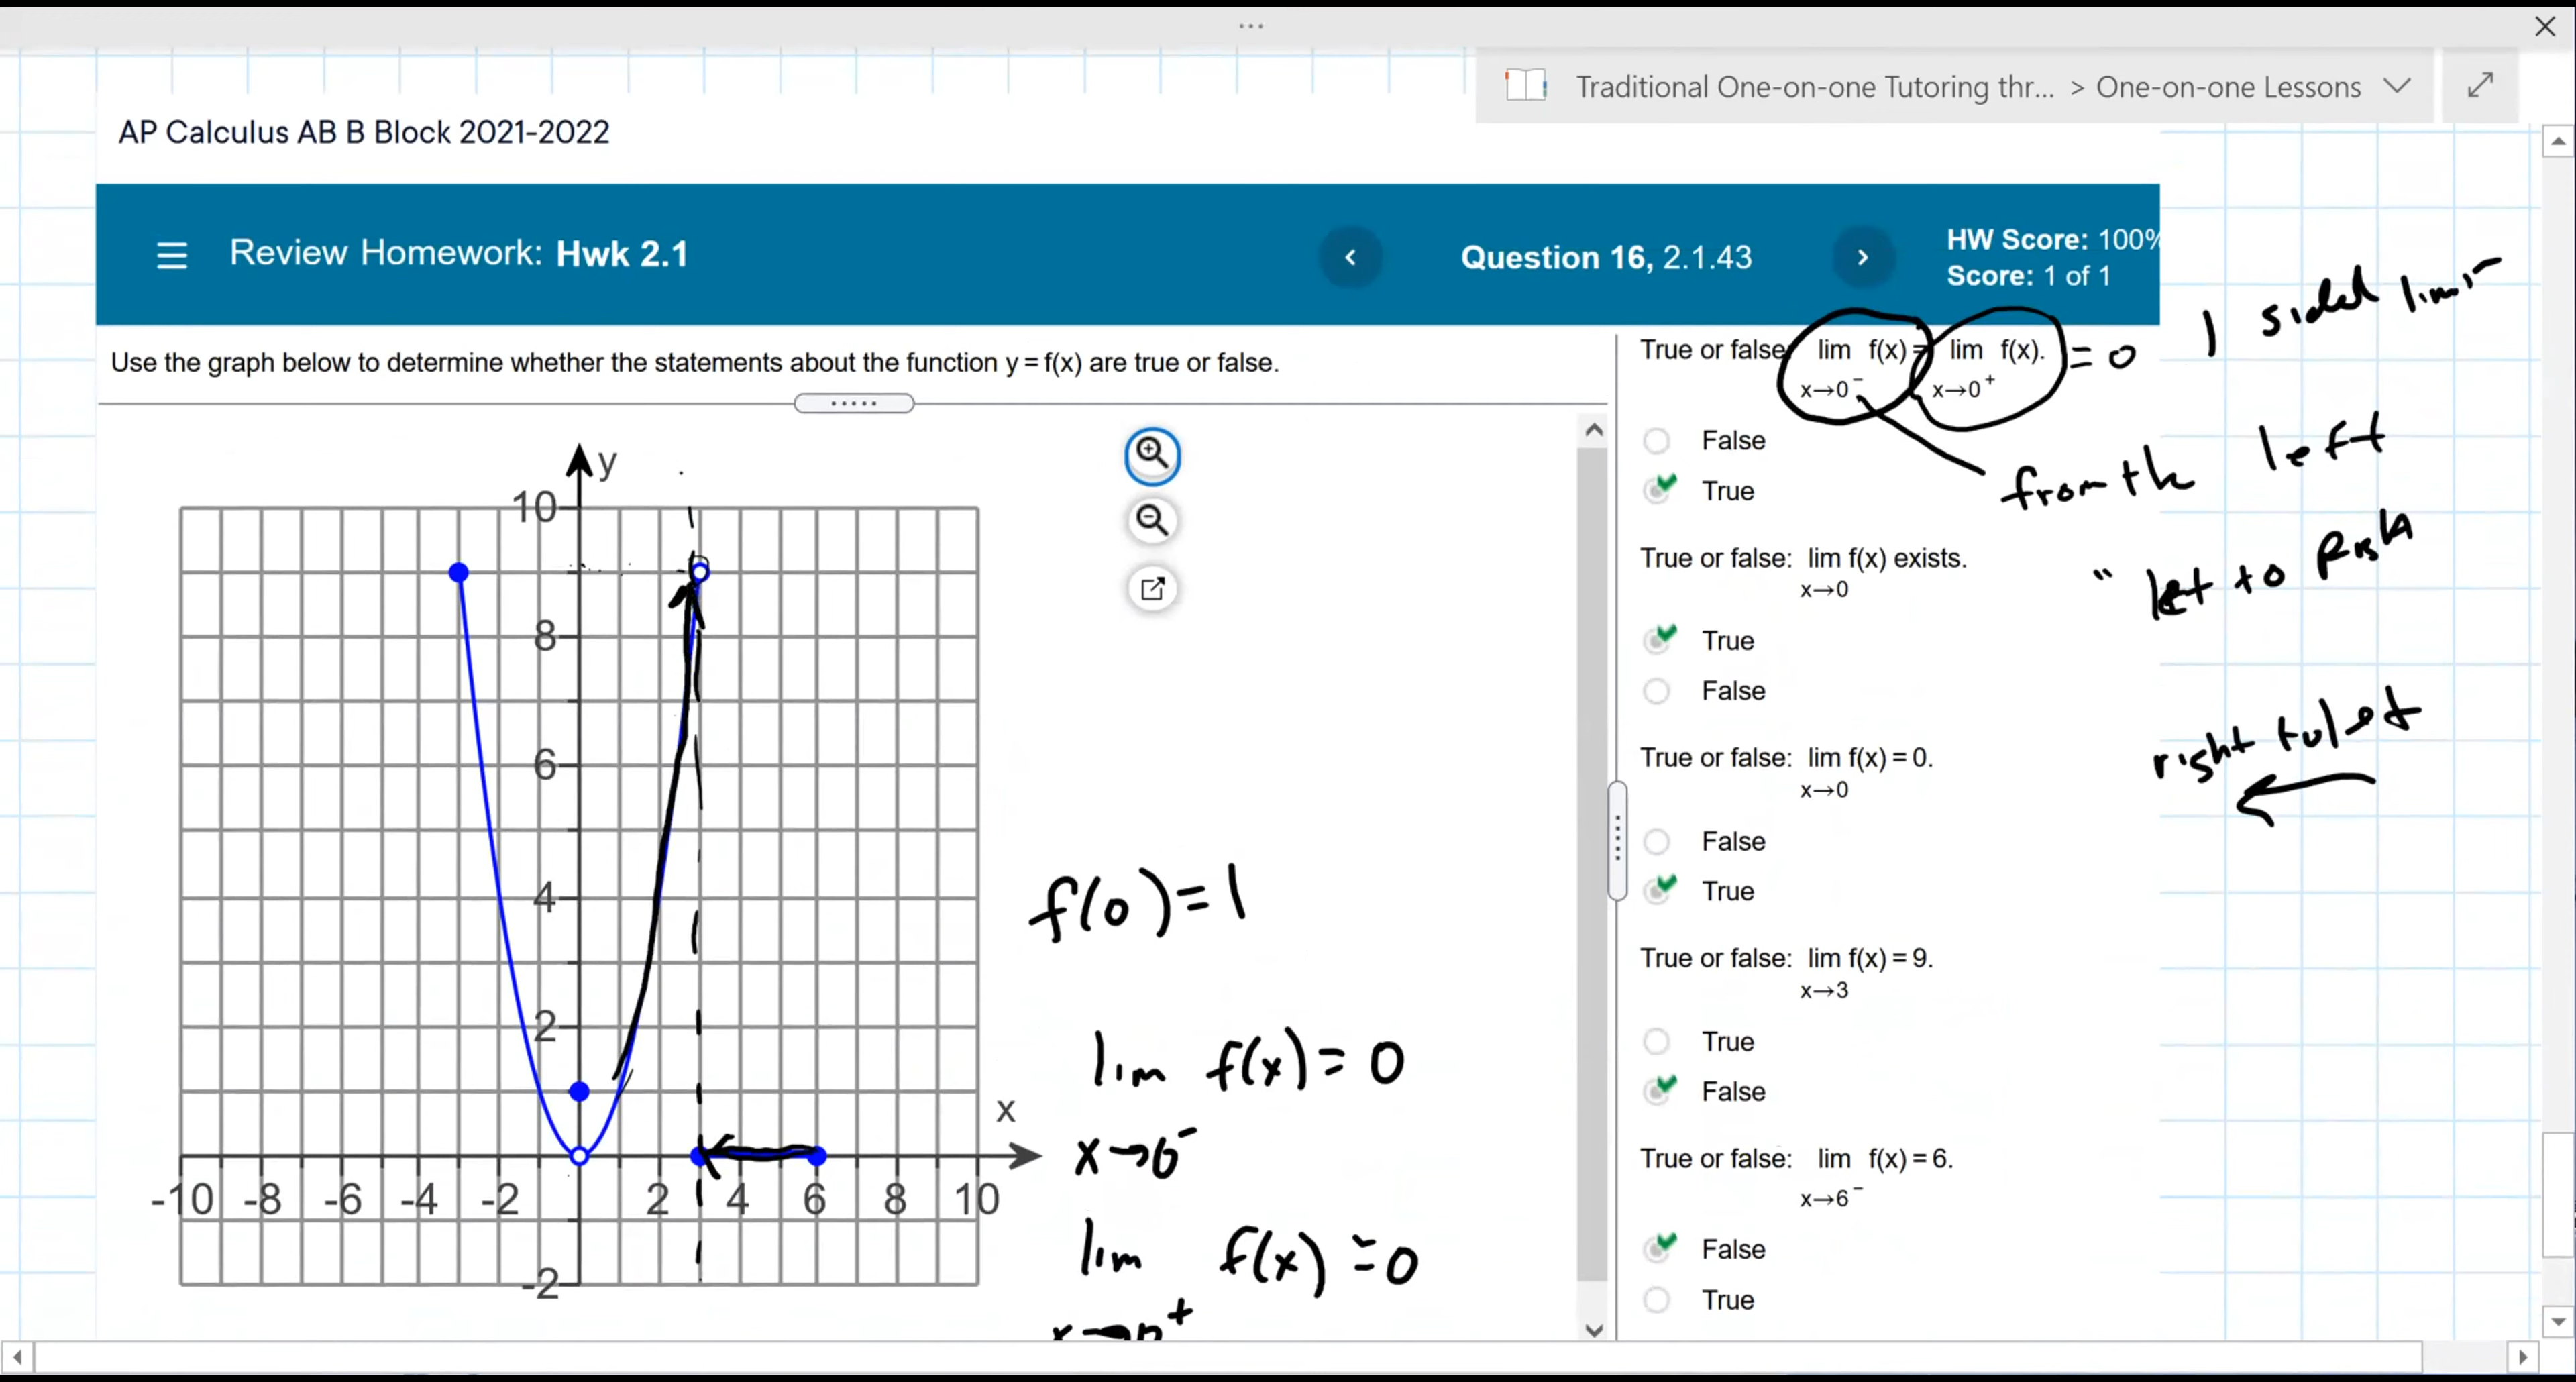 ...
Traditional One-on-one Tutoring thr... > One-on-one Lessons
AP Calculus AB B Block 2021-2022
Review Homework: Hwk 2.1
Question 16, 2.1.43
HW Score: 100%
Score: 1 of 1
1 sided limit
Use the graph below to determine whether the statements about the function y = f(x) are true or false.
y
10
8
6
4
2
-2
x
-10 -8 -6 -4 -2 2 4 6 8 10
f(0)=1
lim f(x)= 0
lim f(x) = 0
True or false: lim f(x) = lim f(x). = 0
x→0⁻ x→0⁺
False
True
from the left
True or false: lim f(x) exists.
x→0
True
False
True or false: lim f(x) = 0.
x→0
False
True
right to left
True or false: lim f(x) = 9.
x→3
True
False
True or false: lim f(x) = 6.
x→6⁻
False
True